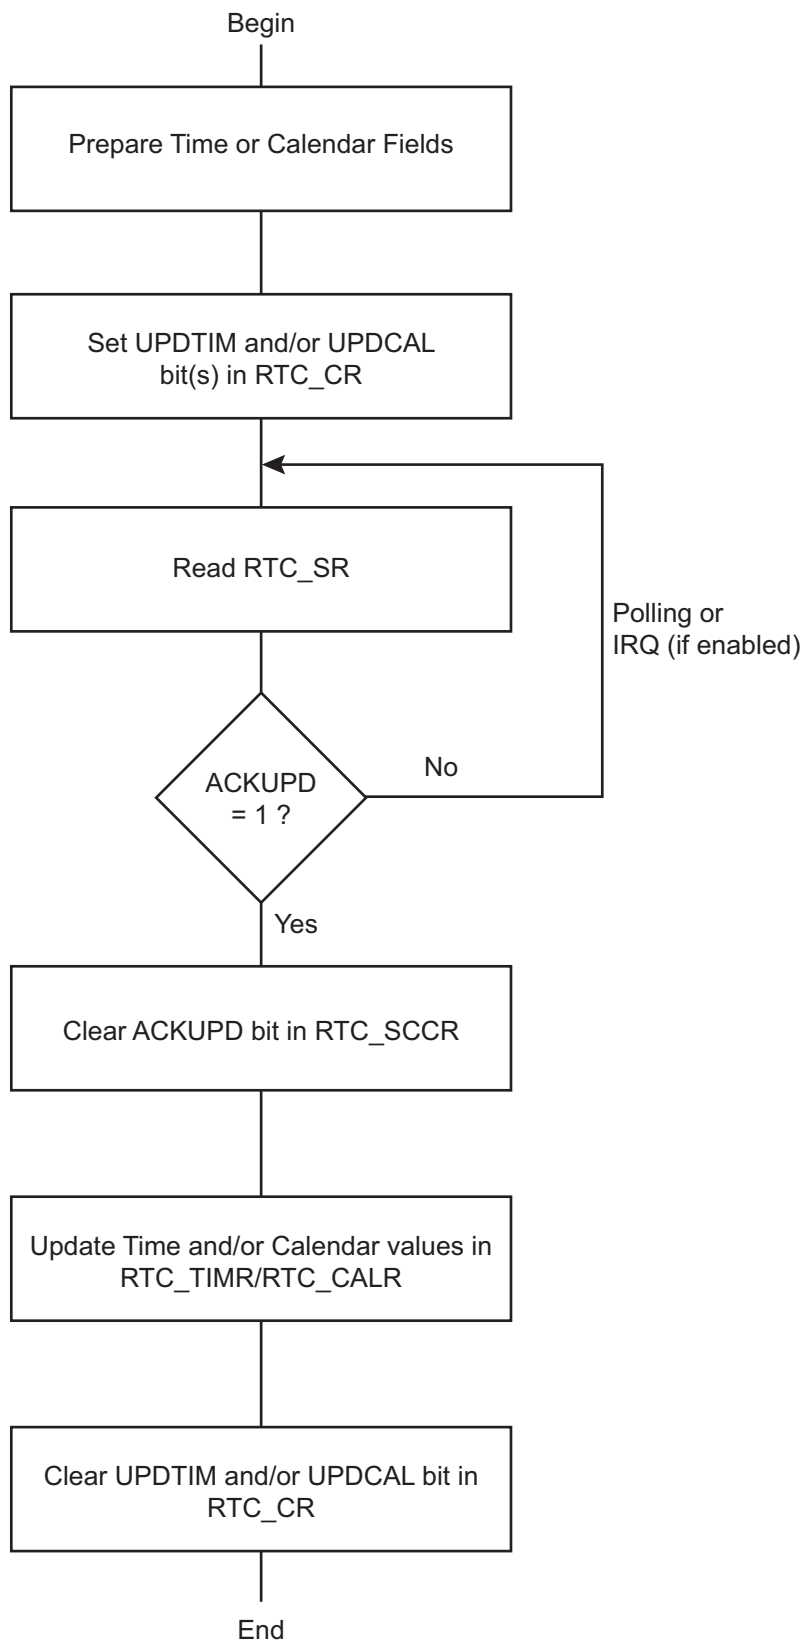 Begin
Prepare Time or Calendar Fields
Set UPDTIM and/or UPDCAL
bit(s) in RTC_CR
Read RTC_SR
Polling or
IRQ (if enabled)
ACKUPD
= 1 ?
No
Yes
Clear ACKUPD bit in RTC_SCCR
Update Time and/or Calendar values in
RTC_TIMR/RTC_CALR
Clear UPDTIM and/or UPDCAL bit in
RTC_CR
End